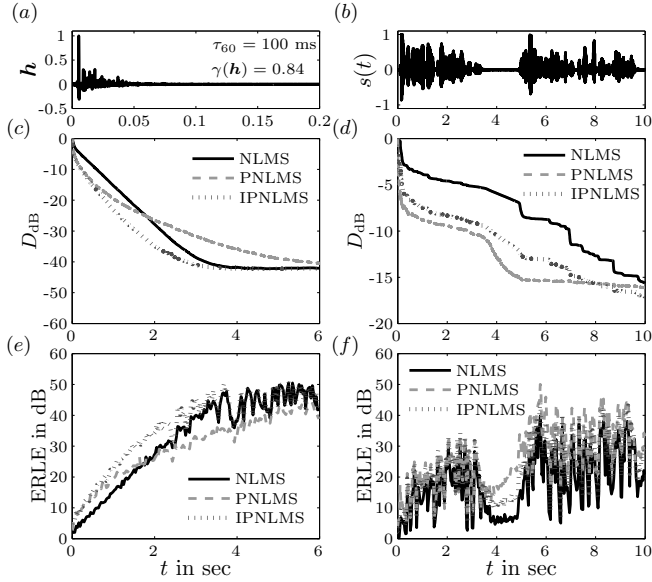 (a)
1
0.5
0
-0.5
h
τ60 = 100 ms
γ(h) = 0.84
0 0.05 0.1 0.15 0.2
(b)
1
0
-1
s(t)
0 2 4 6 8 10
(c)
0
-10
-20
-30
-40
-50
-60
DdB
NLMS
PNLMS
IPNLMS
0 2 4 6
(d)
0
-5
-10
-15
-20
DdB
NLMS
PNLMS
IPNLMS
0 2 4 6 8 10
(e)
60
50
40
30
20
10
0
ERLE in dB
NLMS
PNLMS
IPNLMS
0 2 4 6
t in sec
(f)
60
50
40
30
20
10
0
ERLE in dB
NLMS
PNLMS
IPNLMS
0 2 4 6 8 10
t in sec